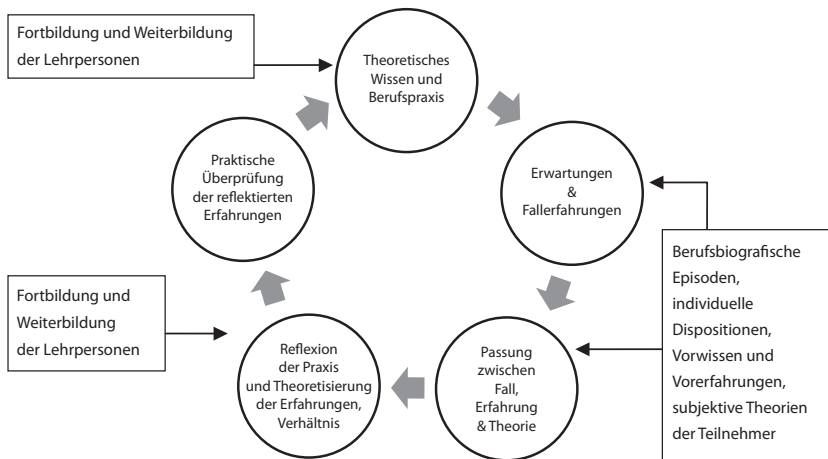 Fortbildung und Weiterbildung
der Lehrpersonen
Theoretisches
Wissen und
Berufspraxis
Erwartungen
&
Fallerfahrungen
Berufsbiografische
Episoden,
individuelle
Dispositionen,
Vorwissen und
Vorerfahrungen,
subjektive Theorien
der Teilnehmer
Passung
zwischen
Fall,
Erfahrung
& Theorie
Reflexion
der Praxis
und Theoretisierung
der Erfahrungen,
Verhältnis
Fortbildung und
Weiterbildung
der Lehrpersonen
Praktische
Überprüfung
der reflektierten
Erfahrungen